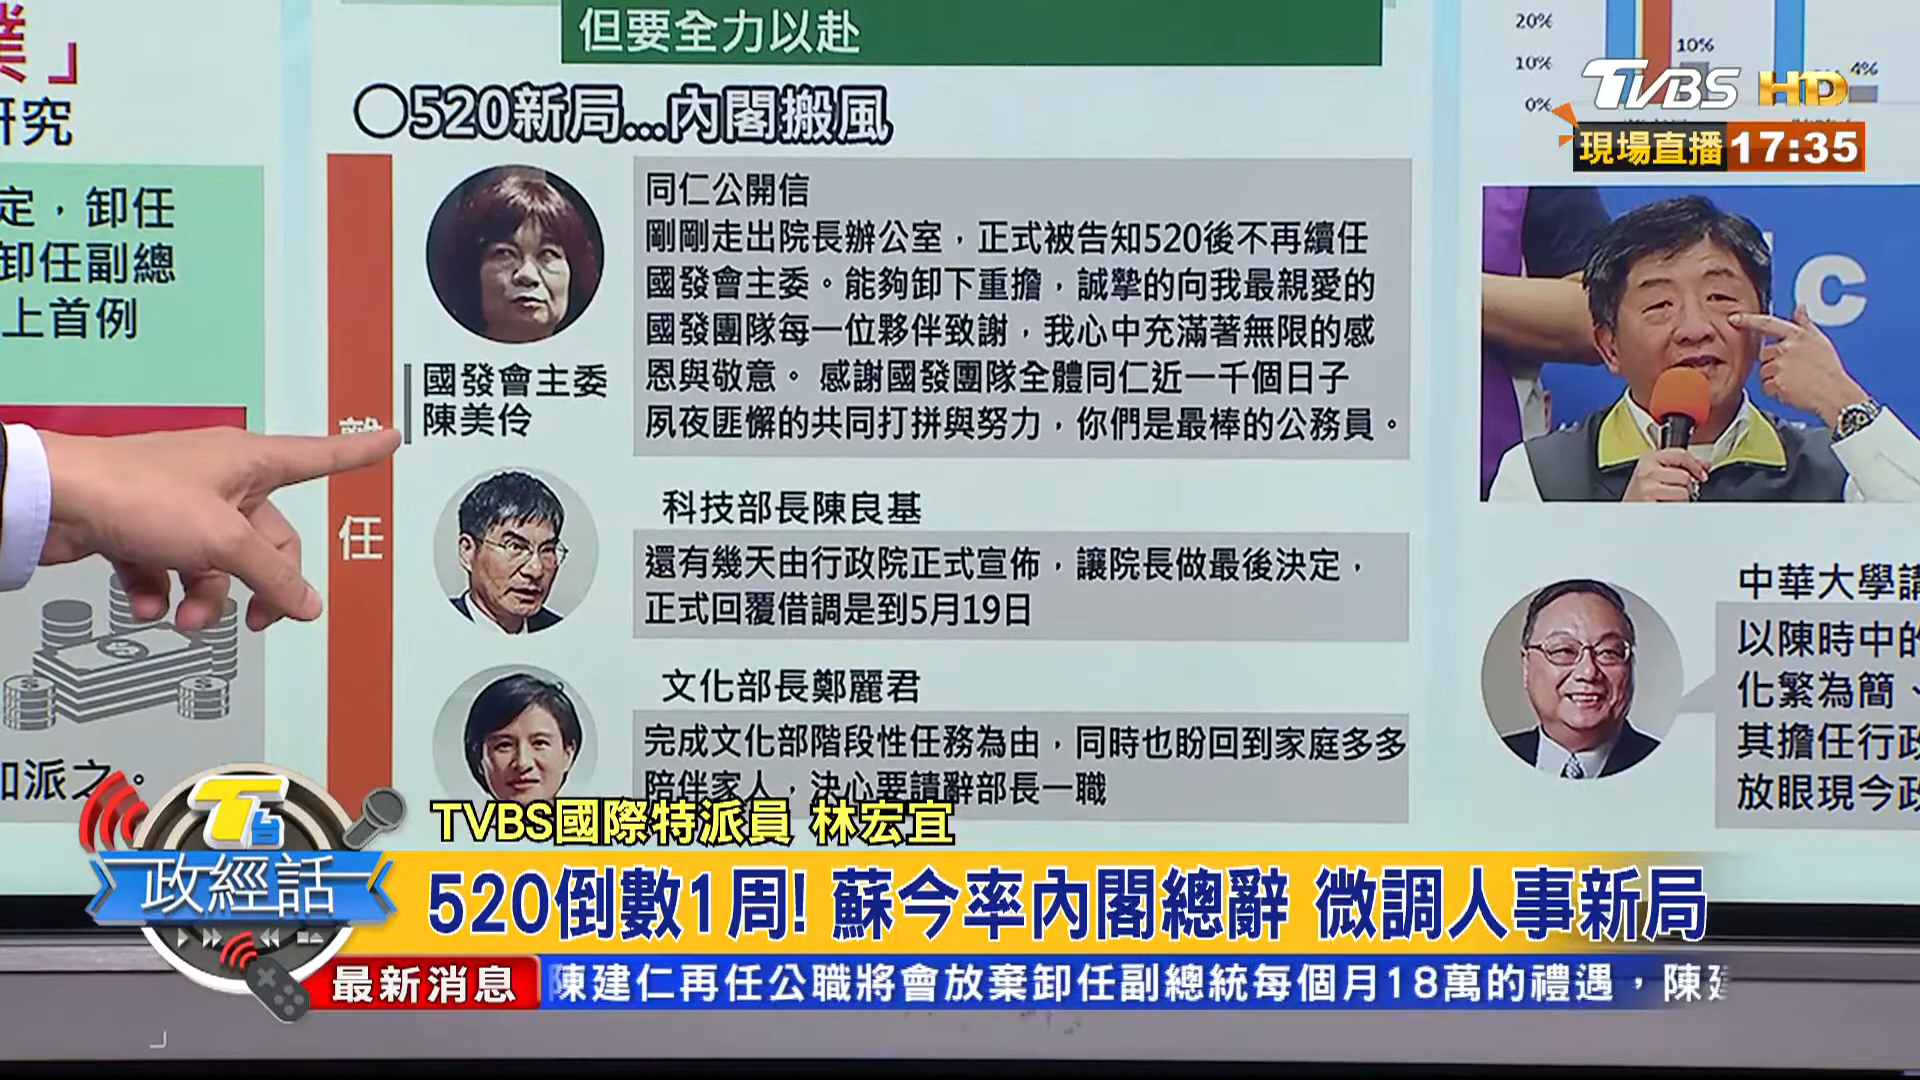 業」
研究
定，卸任
卸任副總
上首例
和派之。
但要全力以赴
○520新局...內閣搬風
離任
同仁公開信
剛剛走出院長辦公室，正式被告知520後不再續任
國發會主委。能夠卸下重擔，誠摯的向我最親愛的
國發團隊每一位夥伴致謝，我心中充滿著無限的感
恩與敬意。感謝國發團隊全體同仁近一千個日子
夙夜匪懈的共同打拼與努力，你們是最棒的公務員。
國發會主委
陳美伶
科技部長陳良基
還有幾天由行政院正式宣佈，讓院長做最後決定，
正式回覆借調是到5月19日
文化部長鄭麗君
完成文化部階段性任務為由，同時也盼回到家庭多多
陪伴家人，決心要請辭部長一職
20%
10%
0%
10%
4%
TVBS HD
現場直播 17:35
c
中華大學講
以陳時中的
化繁為簡、
其擔任行政
放眼現今政
T台
政經話
TVBS國際特派員 林宏宜
520倒數1周! 蘇今率內閣總辭 微調人事新局
最新消息
陳建仁再任公職將會放棄卸任副總統每個月18萬的禮遇，陳建